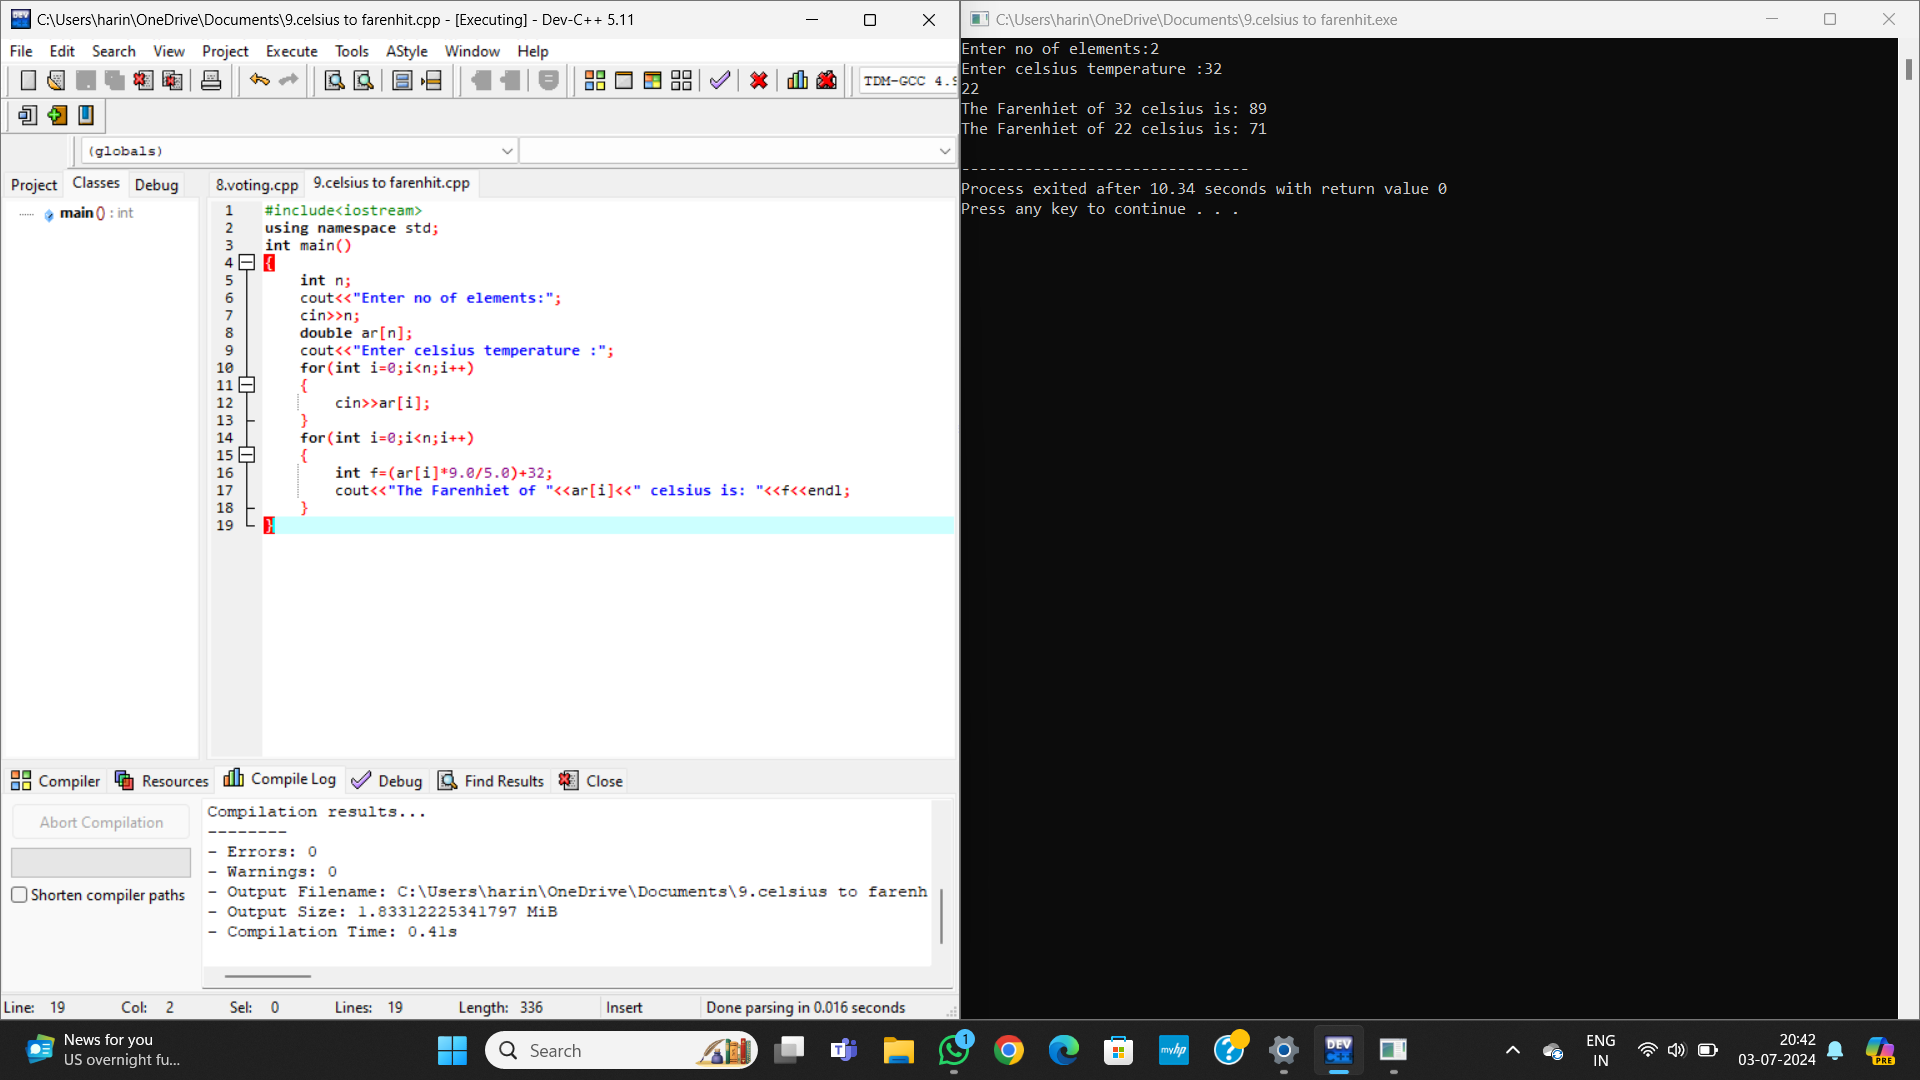 C:\Users\harin\OneDrive\Documents\9.celsius to farenhit.cpp - [Executing] - Dev-C++ 5.11
File Edit Search View Project Execute Tools AStyle Window Help
TDM-GCC 4.9
(globals)
Project Classes Debug
main () : int
8.voting.cpp 9.celsius to farenhit.cpp
1 #include<iostream>
2 using namespace std;
3 int main()
4 {
5 int n;
6 cout<<"Enter no of elements:";
7 cin>>n;
8 double ar[n];
9 cout<<"Enter celsius temperature :";
10 for(int i=0;i<n;i++)
11 {
12 cin>>ar[i];
13 }
14 for(int i=0;i<n;i++)
15 {
16 int f=(ar[i]*9.0/5.0)+32;
17 cout<<"The Farenhiet of "<<ar[i]<<" celsius is: "<<f<<endl;
18 }
19 }
Compiler Resources Compile Log Debug Find Results Close
Abort Compilation
Shorten compiler paths
Compilation results...
--------
- Errors: 0
- Warnings: 0
- Output Filename: C:\Users\harin\OneDrive\Documents\9.celsius to farenh
- Output Size: 1.83312225341797 MiB
- Compilation Time: 0.41s
Line: 19 Col: 2 Sel: 0 Lines: 19 Length: 336 Insert Done parsing in 0.016 seconds
C:\Users\harin\OneDrive\Documents\9.celsius to farenhit.exe
Enter no of elements:2
Enter celsius temperature :32
22
The Farenhiet of 32 celsius is: 89
The Farenhiet of 22 celsius is: 71
--------------------------------
Process exited after 10.34 seconds with return value 0
Press any key to continue . . .
News for you
US overnight fu...
Search
1
myhp
DEV
C++
ENG
IN
20:42
03-07-2024
PRE